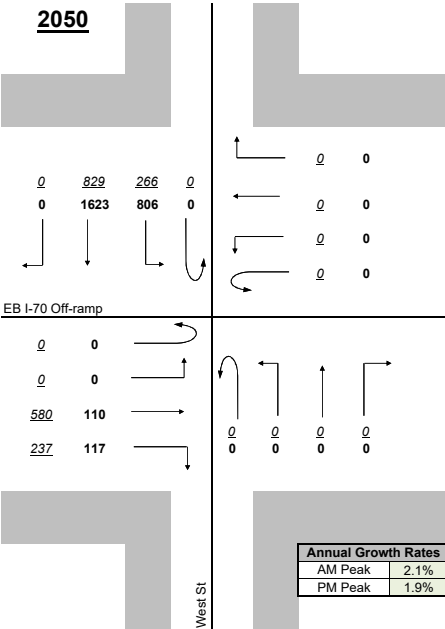 2050
0 0
0 829 266 0
0 1623 806 0
0 0
0 0
0 0
EB I-70 Off-ramp
0 0
0 0
580 110
0 0 0 0
237 117
0 0 0 0
West St
Annual Growth Rates
AM Peak 2.1%
PM Peak 1.9%